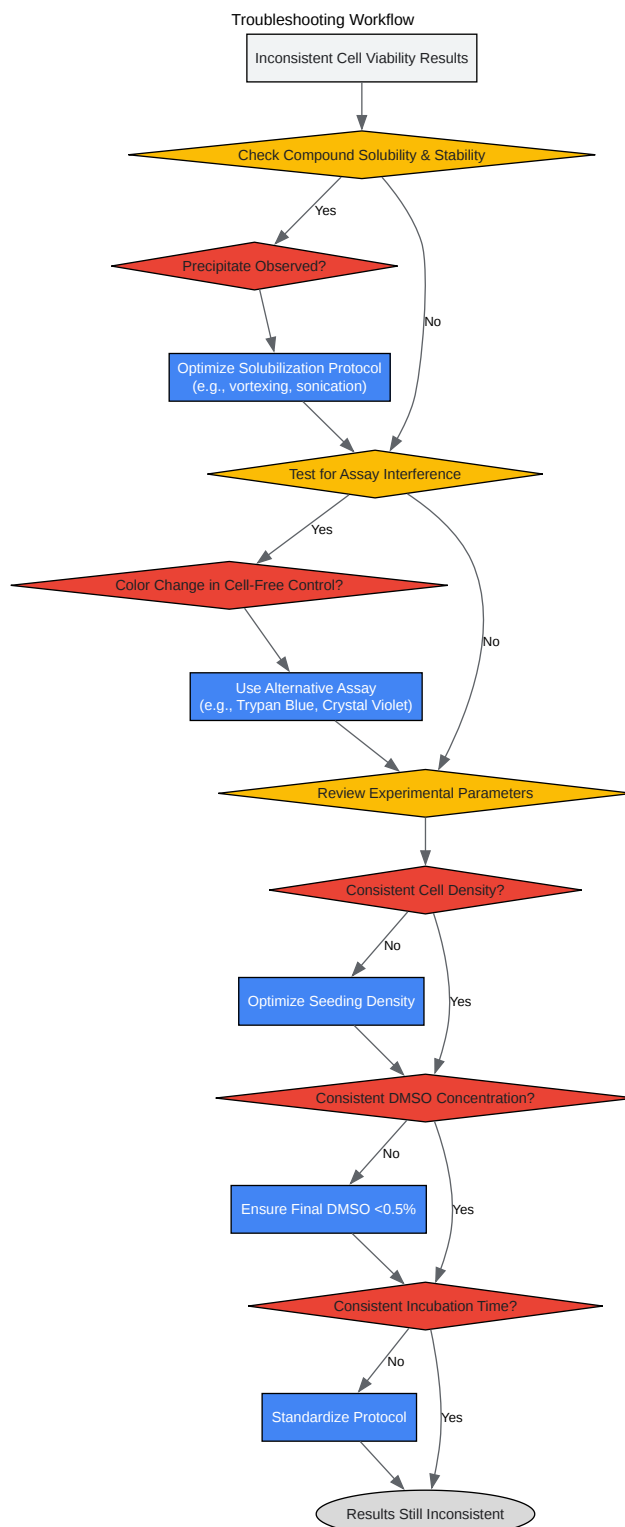 Troubleshooting Workflow
Inconsistent Cell Viability Results
Check Compound Solubility & Stability
Yes
Precipitate Observed?
No
Optimize Solubilization Protocol
(e.g., vortexing, sonication)
Test for Assay Interference
Yes
Color Change in Cell-Free Control?
No
Use Alternative Assay
(e.g., Trypan Blue, Crystal Violet)
Review Experimental Parameters
Consistent Cell Density?
No
Optimize Seeding Density
Yes
Consistent DMSO Concentration?
No
Ensure Final DMSO <0.5%
Yes
Consistent Incubation Time?
No
Standardize Protocol
Yes
Results Still Inconsistent